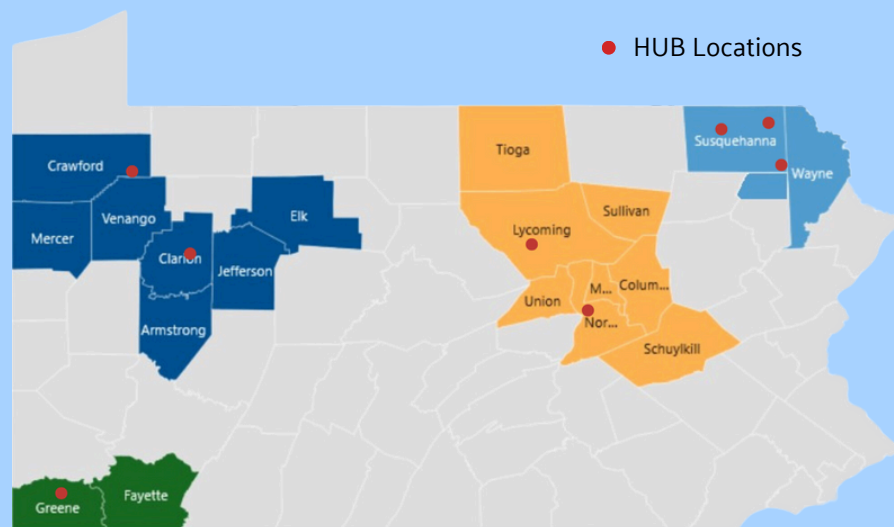 HUB Locations
Tioga
Susquehanna
Crawford
Wayne
Sullivan
Venango
Elk
Lycoming
Mercer
Clarion
Jefferson
M...
Colum...
Union
Nor...
Armstrong
Schuylkill
Fayette
Greene